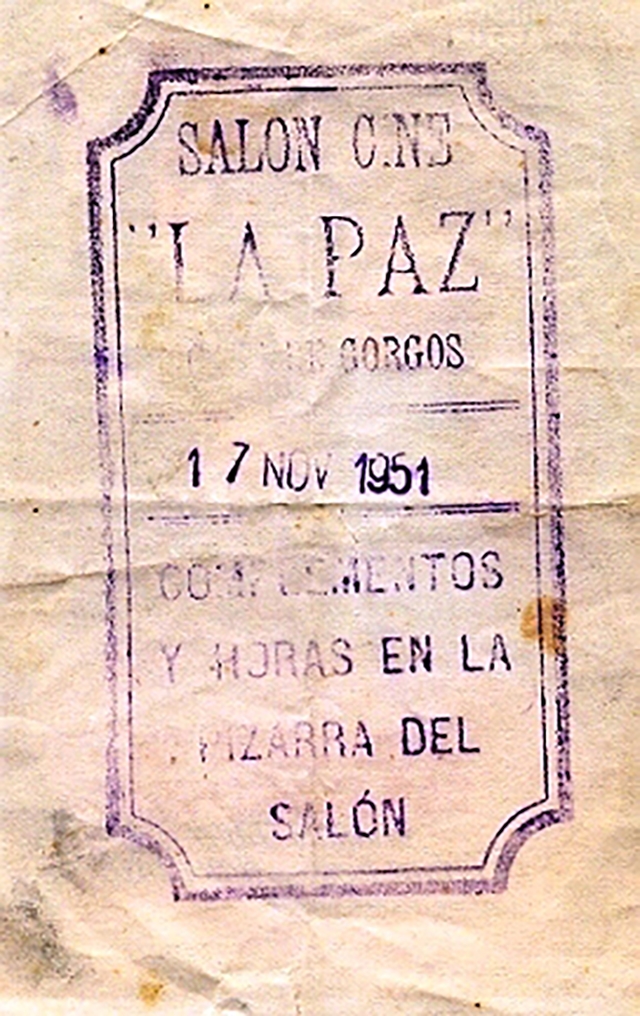 SALON CINE
"LA PAZ"
GORGOS
17 NOV 1951
COMPLEMENTOS
Y HORAS EN LA
PIZARRA DEL
SALÓN